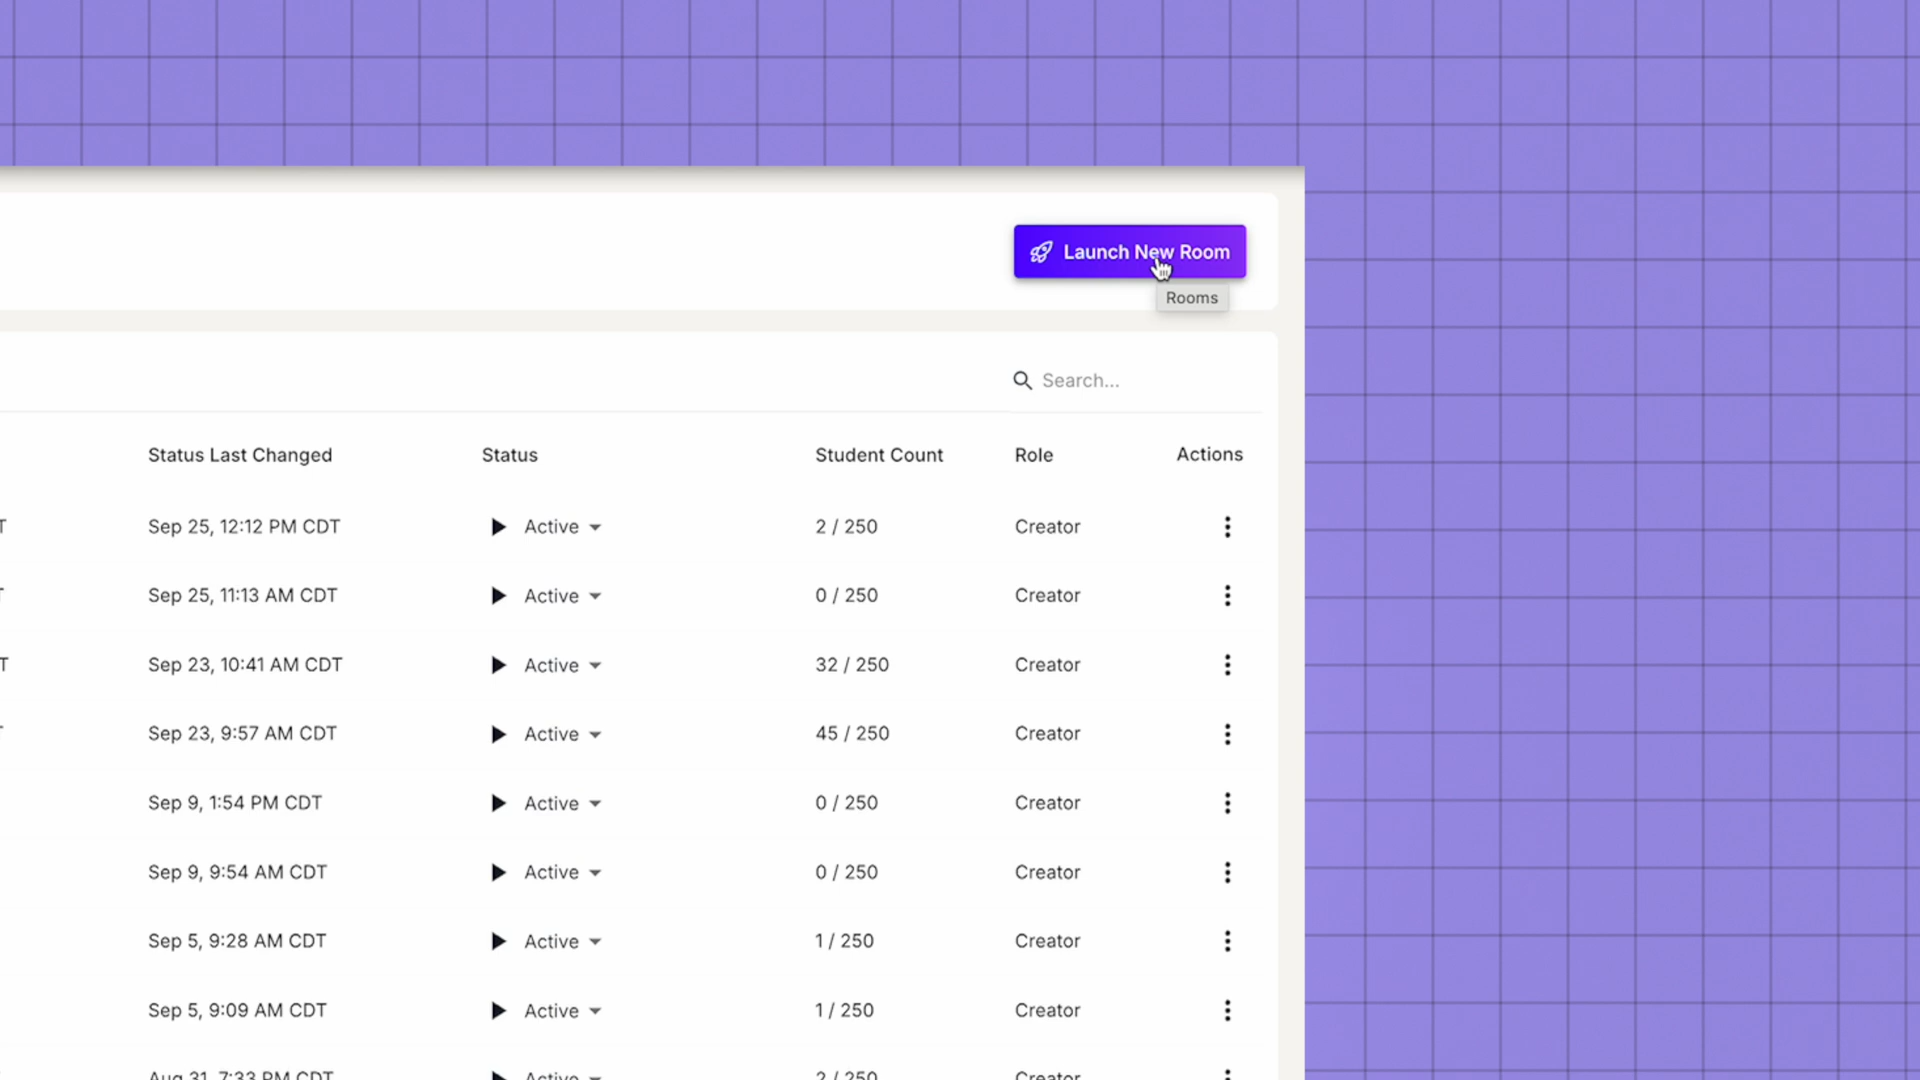 Launch New Room
Rooms
Search...
Status Last Changed Status Student Count Role Actions
T Sep 25, 12:12 PM CDT Active 2 / 250 Creator
Sep 25, 11:13 AM CDT Active 0 / 250 Creator
T Sep 23, 10:41 AM CDT Active 32 / 250 Creator
Sep 23, 9:57 AM CDT Active 45 / 250 Creator
Sep 9, 1:54 PM CDT Active 0 / 250 Creator
Sep 9, 9:54 AM CDT Active 0 / 250 Creator
Sep 5, 9:28 AM CDT Active 1 / 250 Creator
Sep 5, 9:09 AM CDT Active 1 / 250 Creator
Aug 31, 7:33 PM CDT Active 2 / 250 Creator